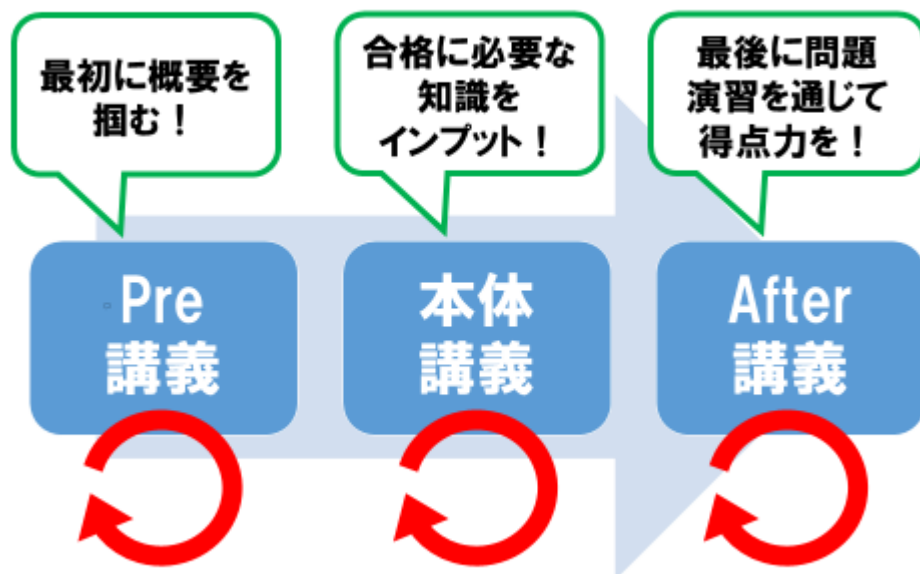 最初に概要を
掴む！
合格に必要な
知識を
インプット！
最後に問題
演習を通じて
得点力を！
Pre
講義
本体
講義
After
講義